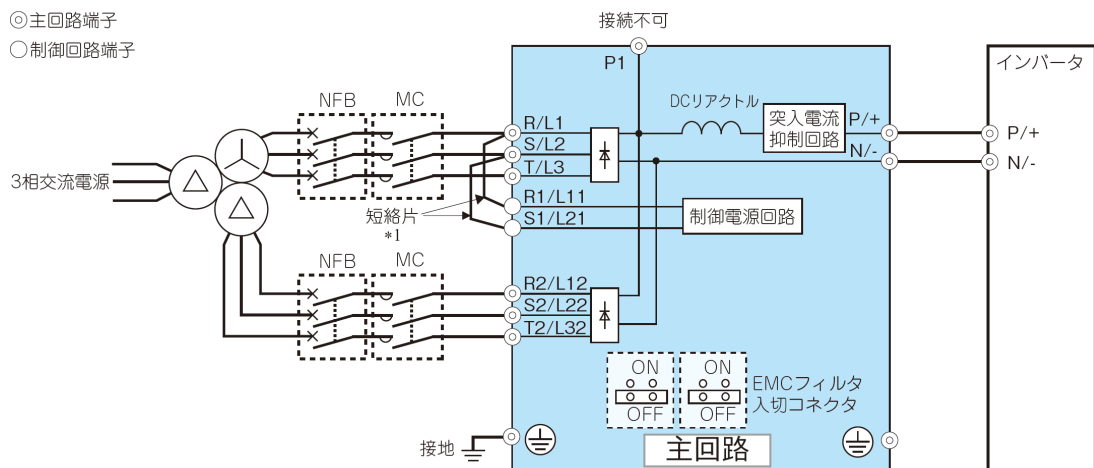 ◎主回路端子
○制御回路端子
接続不可
P1
インバータ
NFB
MC
DCリアクトル
突入電流
抑制回路
R/L1
S/L2
T/L3
P/+
N/-
P/+
N/-
3相交流電源
R1/L11
S1/L21
制御電源回路
短絡片
*1
NFB
MC
R2/L12
S2/L22
T2/L32
ON
OFF
ON
OFF
EMCフィルタ
入切コネクタ
接地
主回路